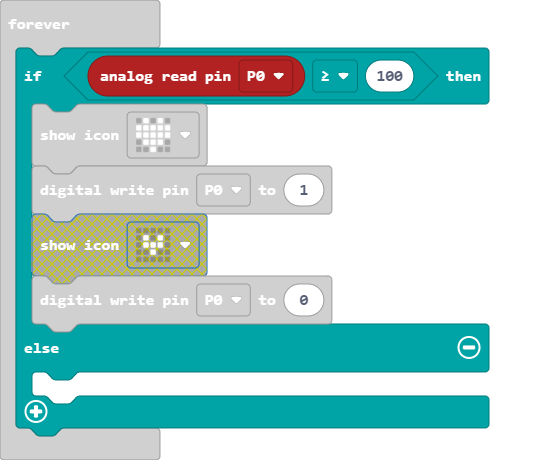 forever
if analog read pin P0 ≥ 100 then
show icon
digital write pin P0 to 1
show icon
digital write pin P0 to 0
else